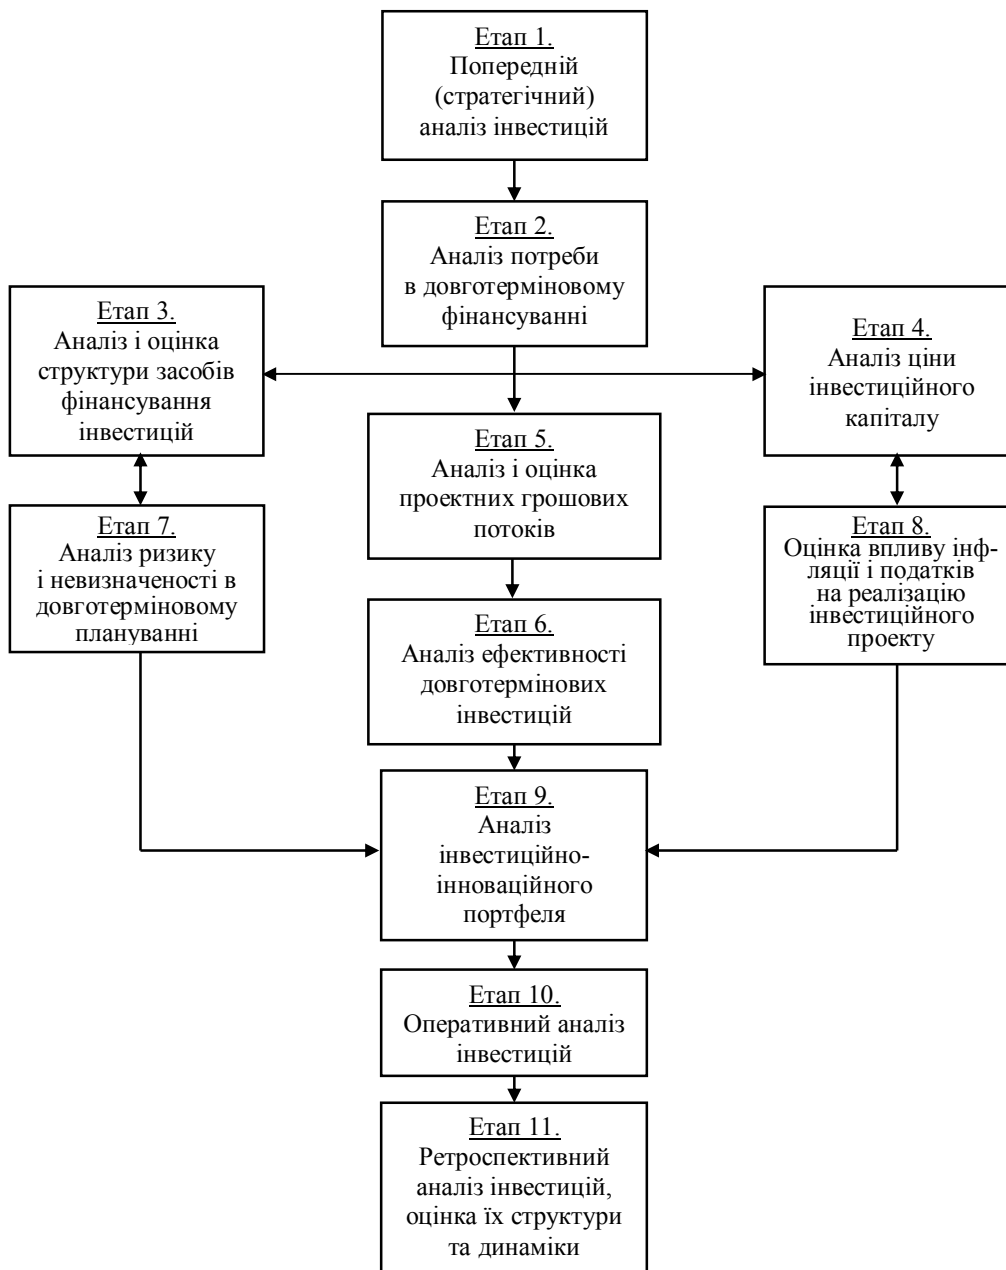 Етап 1.
Попередній
(стратегічний)
аналіз інвестицій
Етап 2.
Аналіз потреби
в довготерміновому
фінансуванні
Етап 3.
Аналіз і оцінка
структури засобів
фінансування
інвестицій
Етап 4.
Аналіз ціни
інвестиційного
капіталу
Етап 5.
Аналіз і оцінка
проектних грошових
потоків
Етап 7.
Аналіз ризику
і невизначеності в
довготерміновому
плануванні
Етап 8.
Оцінка впливу інф-
ляції і податків
на реалізацію
інвестиційного
проекту
Етап 6.
Аналіз ефективності
довготермінових
інвестицій
Етап 9.
Аналіз
інвестиційно-
інноваційного
портфеля
Етап 10.
Оперативний аналіз
інвестицій
Етап 11.
Ретроспективний
аналіз інвестицій,
оцінка їх структури
та динаміки